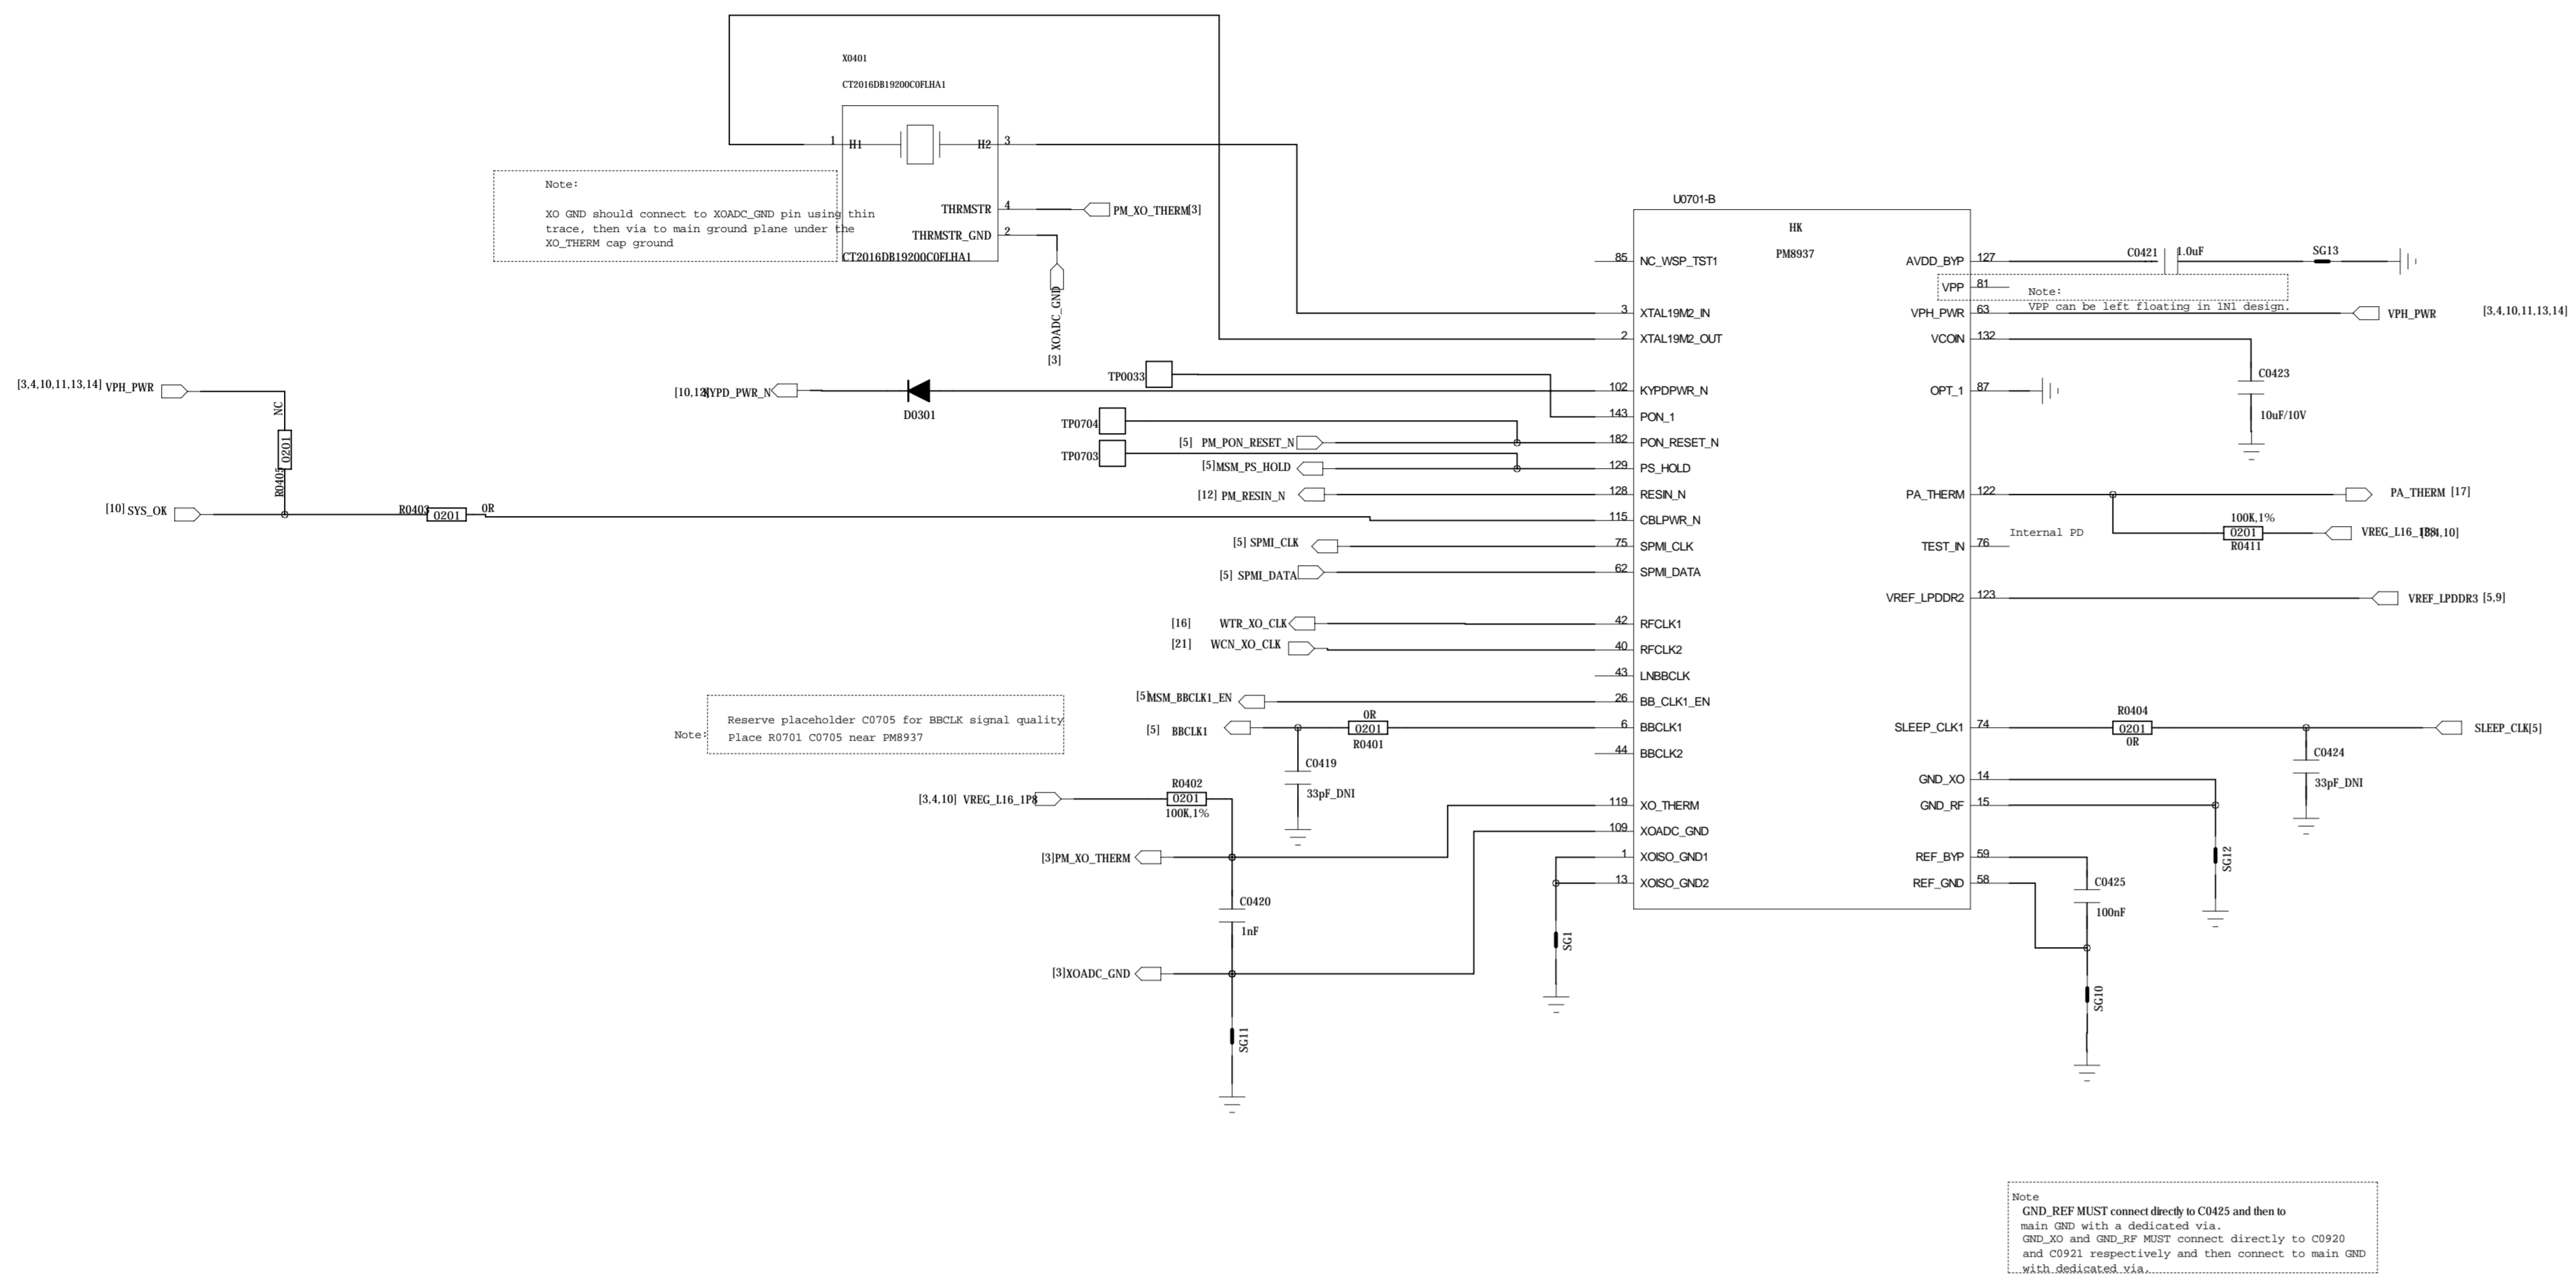 X0401
CT2016DB19200C0FLHA1
1
H1
H2
3
THRMSTR
4
PM_XO_THERM[3]
THRMSTR_GND
2
CT2016DB19200C0FLHA1
XOADC_GND
[3]
Note:
XO GND should connect to XOADC_GND pin using thin
trace, then via to main ground plane under the
XO_THERM cap ground
[3,4,10,11,13,14] VPH_PWR
NC
0201
R0405
[10] SYS_OK
R0403
0201
0R
[10,12]
KYPD_PWR_N
D0301
TP0033
TP0704
TP0703
[5] PM_PON_RESET_N
[5]MSM_PS_HOLD
[12] PM_RESIN_N
[5] SPMI_CLK
[5] SPMI_DATA
[16] WTR_XO_CLK
[21] WCN_XO_CLK
[5]MSM_BBCLK1_EN
[5] BBCLK1
0R
0201
R0401
C0419
33pF_DNI
Note:
Reserve placeholder C0705 for BBCLK signal quality
Place R0701 C0705 near PM8937
[3,4,10] VREG_L16_1P8
R0402
0201
100K,1%
[3]PM_XO_THERM
C0420
1nF
[3]XOADC_GND
SG11
SG1
U0701-B
HK
PM8937
85 NC_WSP_TST1
3 XTAL19M2_IN
2 XTAL19M2_OUT
102 KYPDPWR_N
143 PON_1
182 PON_RESET_N
129 PS_HOLD
128 RESIN_N
115 CBLPWR_N
75 SPMI_CLK
62 SPMI_DATA
42 RFCLK1
40 RFCLK2
43 LNBBCLK
26 BB_CLK1_EN
6 BBCLK1
44 BBCLK2
119 XO_THERM
109 XOADC_GND
1 XOISO_GND1
13 XOISO_GND2
AVDD_BYP 127
VPP 81
VPH_PWR 63
VCOIN 132
OPT_1 87
PA_THERM 122
TEST_IN 76
VREF_LPDDR2 123
SLEEP_CLK1 74
GND_XO 14
GND_RF 15
REF_BYP 59
REF_GND 58
C0421
1.0uF
SG13
Note:
VPP can be left floating in 1N1 design.
VPH_PWR [3,4,10,11,13,14]
C0423
10uF/10V
PA_THERM [17]
100K,1%
0201
R0411
VREG_L16_1P8
[3,4,10]
Internal PD
VREF_LPDDR3 [5,9]
R0404
0201
0R
SLEEP_CLK[5]
C0424
33pF_DNI
SG12
C0425
100nF
SG10
Note
GND_REF MUST connect directly to C0425 and then to
main GND with a dedicated via.
GND_XO and GND_RF MUST connect directly to C0920
and C0921 respectively and then connect to main GND
with dedicated via.